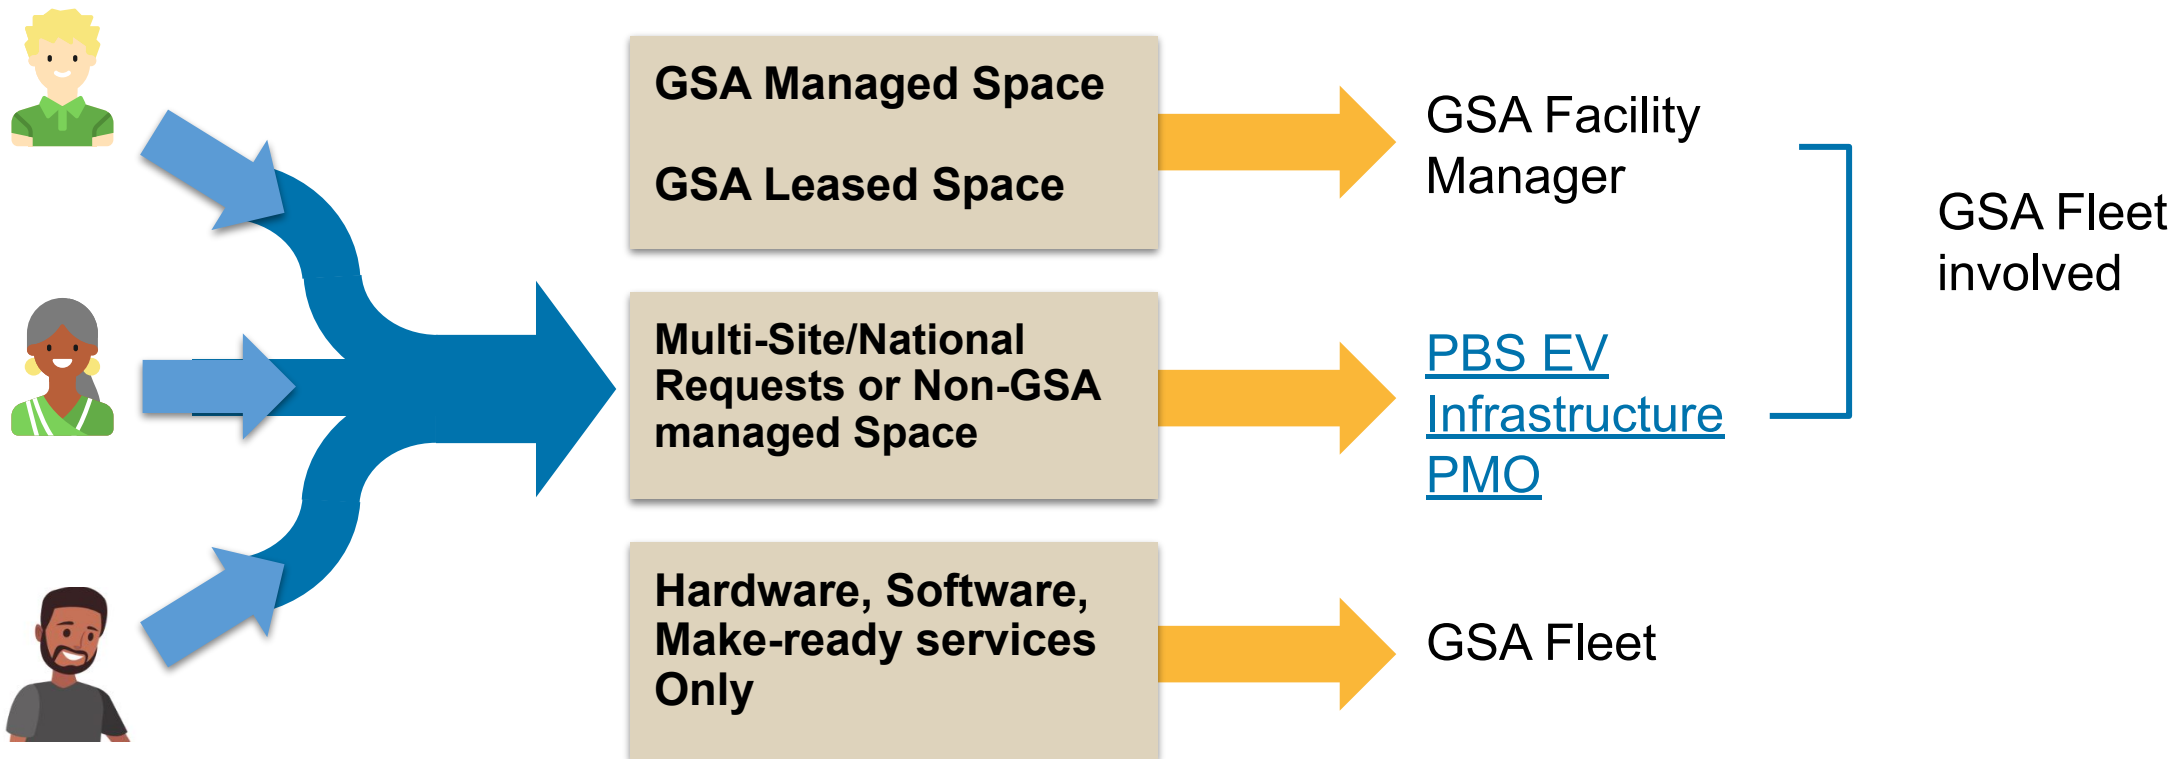 GSA Managed Space
GSA Leased Space
GSA Facility
Manager
GSA Fleet
involved
Multi-Site/National
Requests or Non-GSA
managed Space
PBS EV
Infrastructure
PMO
Hardware, Software,
Make-ready services
Only
GSA Fleet